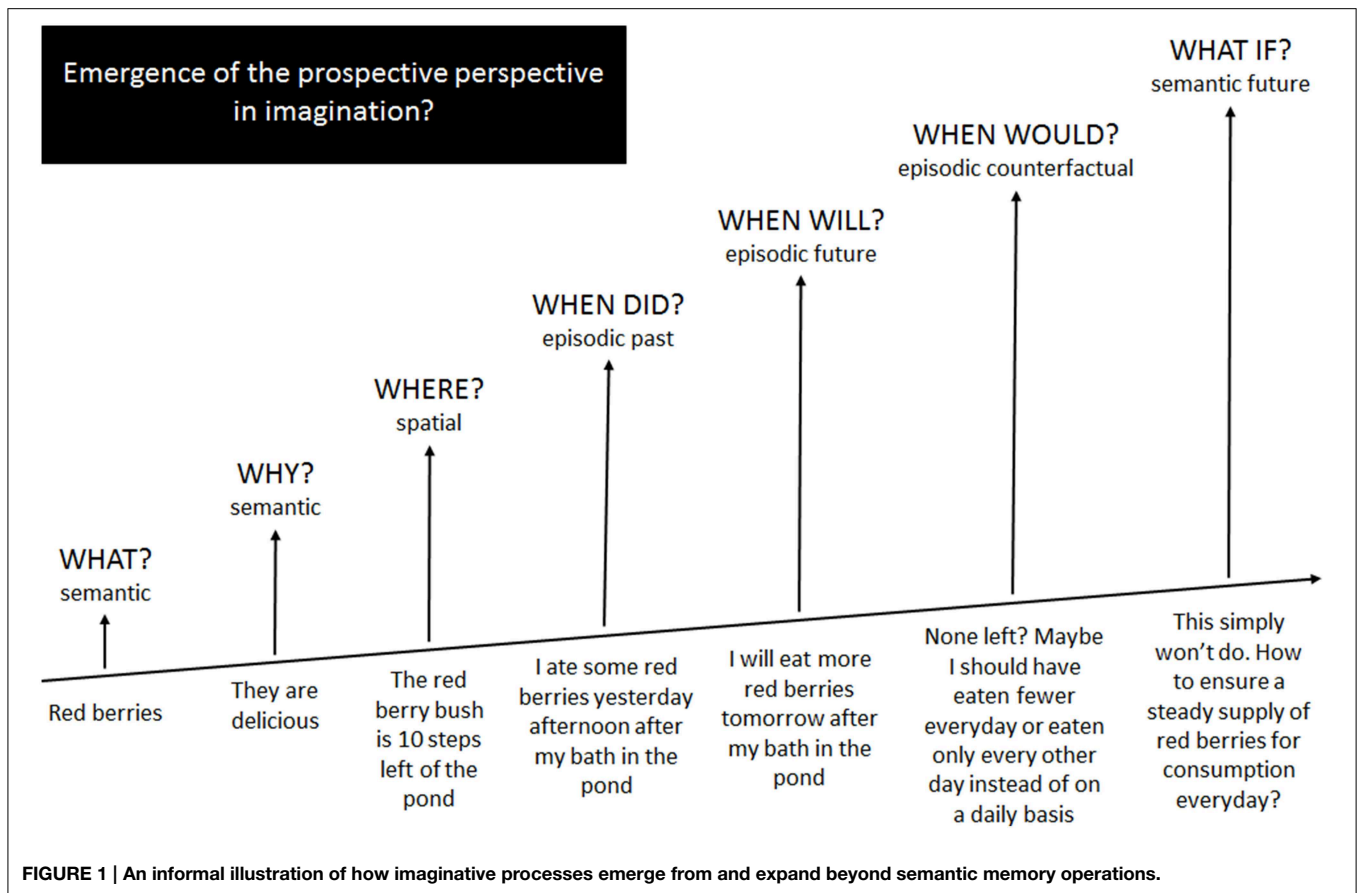 Emergence of the prospective perspective
in imagination?
WHAT?
semantic
WHY?
semantic
WHERE?
spatial
WHEN DID?
episodic past
WHEN WILL?
episodic future
WHEN WOULD?
episodic counterfactual
WHAT IF?
semantic future
Red berries
They are
delicious
The red
berry bush
is 10 steps
left of the
pond
I ate some red
berries yesterday
afternoon after
my bath in the
pond
I will eat more
red berries
tomorrow after
my bath in the
pond
None left? Maybe
I should have
eaten fewer
everyday or eaten
only every other
day instead of on
a daily basis
This simply
won't do. How
to ensure a
steady supply of
red berries for
consumption
everyday?
FIGURE 1 | An informal illustration of how imaginative processes emerge from and expand beyond semantic memory operations.